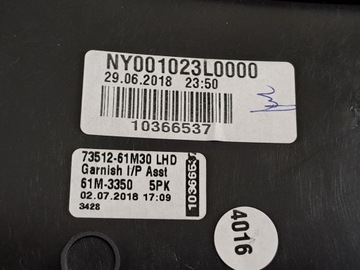 NY001023L0000
29.06.2018 23:50
10366537
73512-61M30 LHD
Garnish I/P Asst
61M-3350 5PK
02.07.2018 17:09
3428
10366537
4016